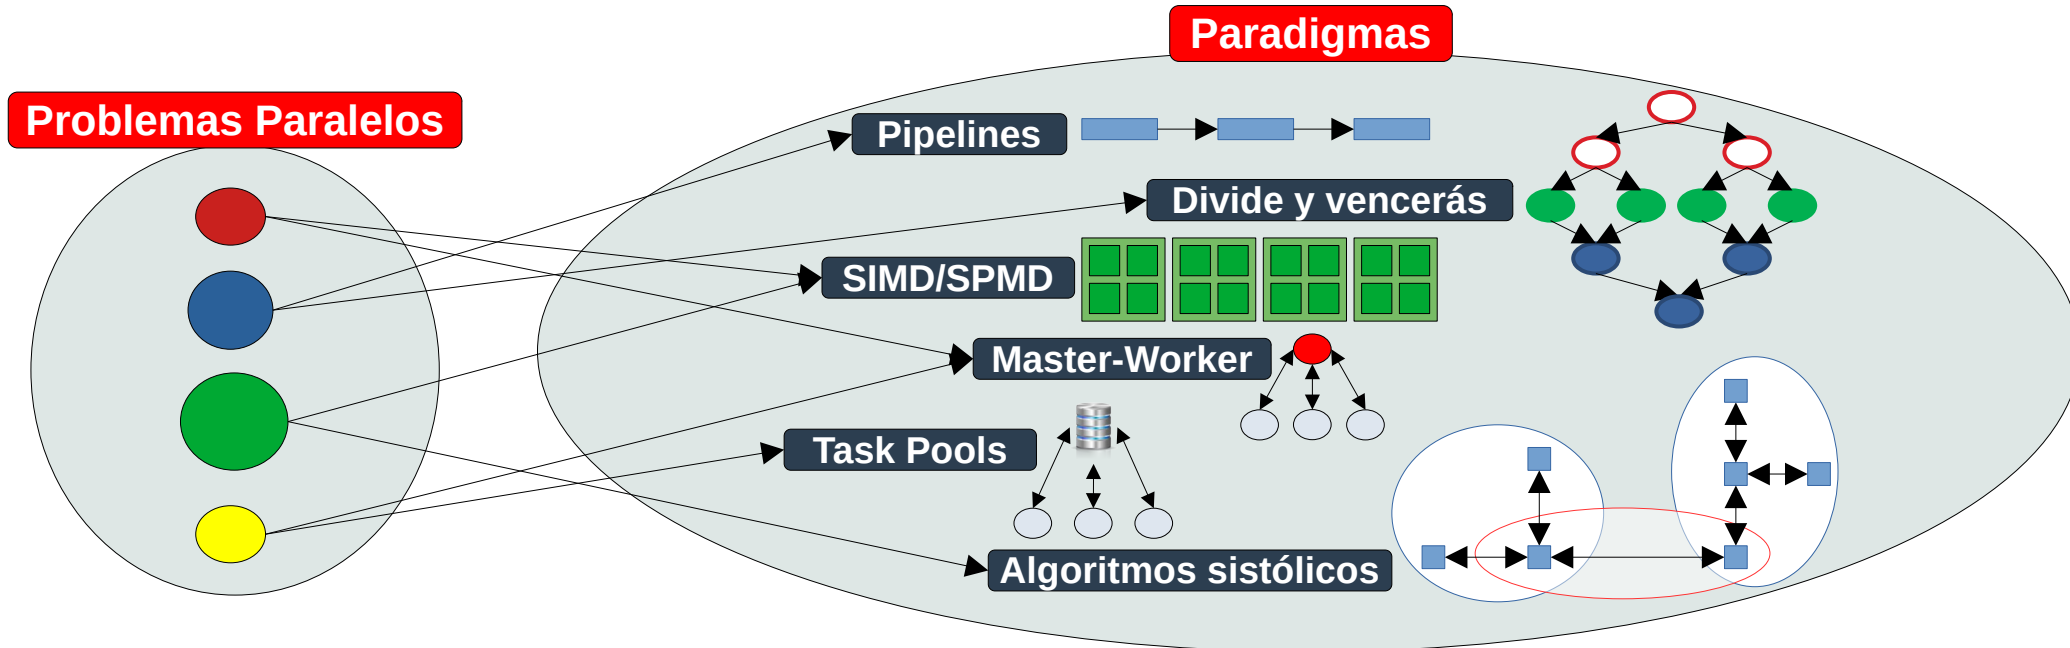 Paradigmas
Problemas Paralelos
Pipelines
Divide y vencerás
SIMD/SPMD
Master-Worker
Task Pools
Algoritmos sistólicos